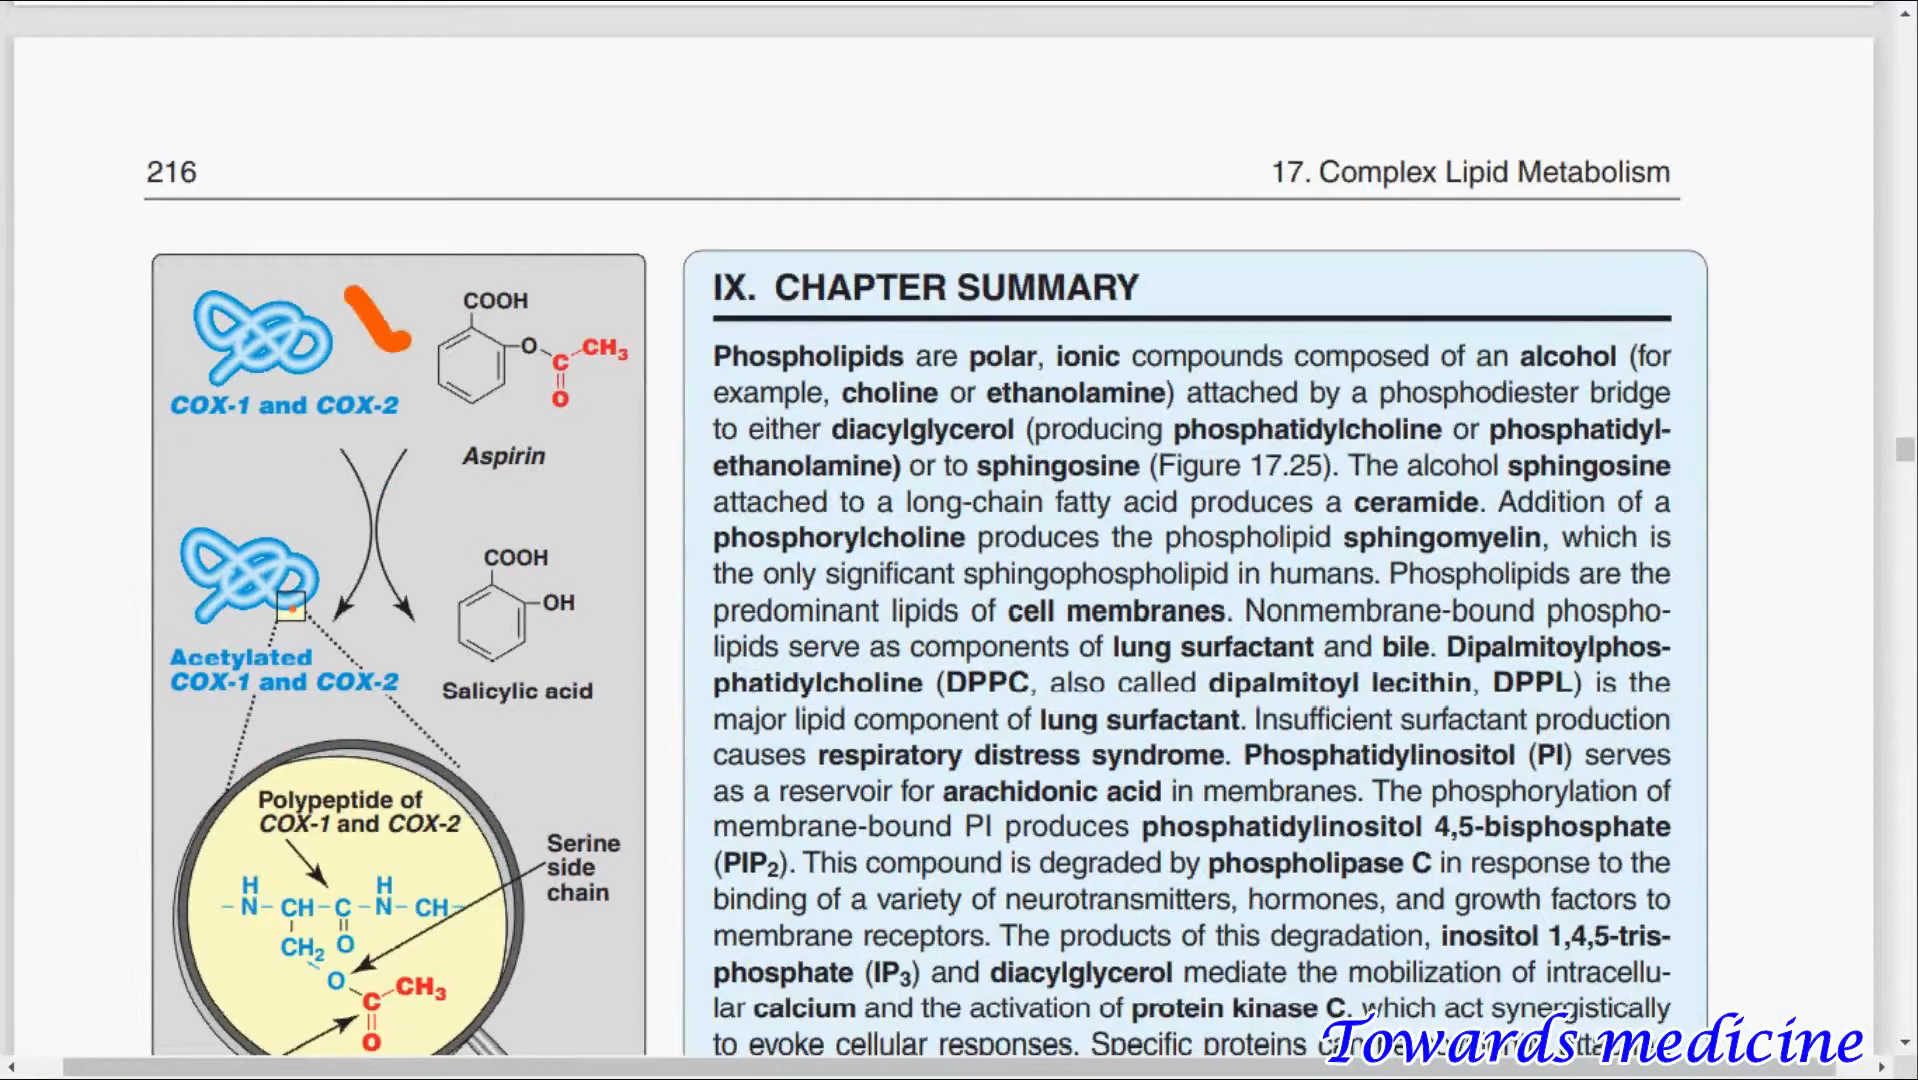 216
17. Complex Lipid Metabolism
COOH
O
C
CH3
O
COX-1 and COX-2
Aspirin
COOH
OH
Acetylated
COX-1 and COX-2
Salicylic acid
Polypeptide of
COX-1 and COX-2
Serine
side
chain
H H
– N – CH – C – N – CH –
CH2 O
O
C
CH3
O
IX. CHAPTER SUMMARY
Phospholipids are polar, ionic compounds composed of an alcohol (for
example, choline or ethanolamine) attached by a phosphodiester bridge
to either diacylglycerol (producing phosphatidylcholine or phosphatidyl-
ethanolamine) or to sphingosine (Figure 17.25). The alcohol sphingosine
attached to a long-chain fatty acid produces a ceramide. Addition of a
phosphorylcholine produces the phospholipid sphingomyelin, which is
the only significant sphingophospholipid in humans. Phospholipids are the
predominant lipids of cell membranes. Nonmembrane-bound phospho-
lipids serve as components of lung surfactant and bile. Dipalmitoylphos-
phatidylcholine (DPPC, also called dipalmitoyl lecithin, DPPL) is the
major lipid component of lung surfactant. Insufficient surfactant production
causes respiratory distress syndrome. Phosphatidylinositol (PI) serves
as a reservoir for arachidonic acid in membranes. The phosphorylation of
membrane-bound PI produces phosphatidylinositol 4,5-bisphosphate
(PIP2). This compound is degraded by phospholipase C in response to the
binding of a variety of neurotransmitters, hormones, and growth factors to
membrane receptors. The products of this degradation, inositol 1,4,5-tris-
phosphate (IP3) and diacylglycerol mediate the mobilization of intracellu-
lar calcium and the activation of protein kinase C, which act synergistically
to evoke cellular responses. Specific proteins
Towards medicine